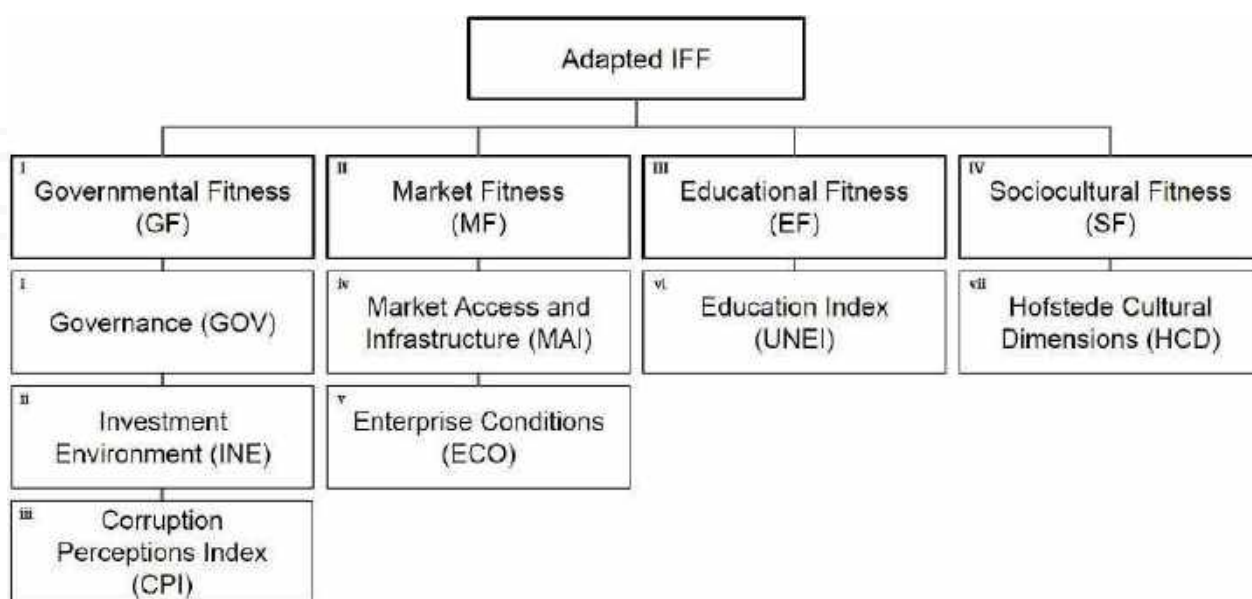 Adapted IFF
I
Governmental Fitness
(GF)
II
Market Fitness
(MF)
III
Educational Fitness
(EF)
IV
Sociocultural Fitness
(SF)
i
Governance (GOV)
iv
Market Access and
Infrastructure (MAI)
vi
Education Index
(UNEI)
vii
Hofstede Cultural
Dimensions (HCD)
ii
Investment
Environment (INE)
v
Enterprise Conditions
(ECO)
iii
Corruption
Perceptions Index
(CPI)